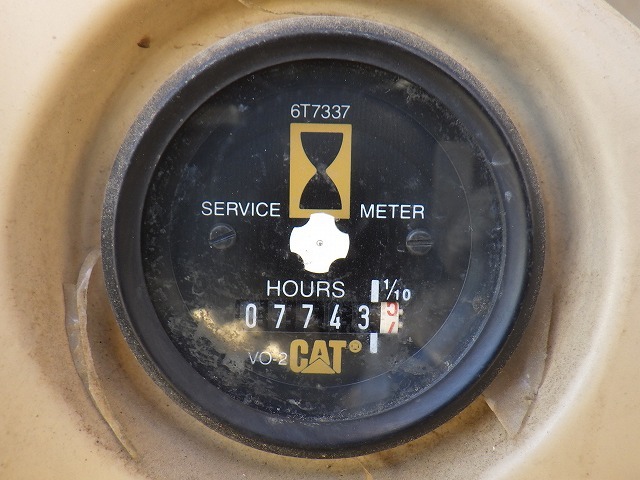 6T7337
SERVICE METER
HOURS 1/10
07743
VO-2 CAT®